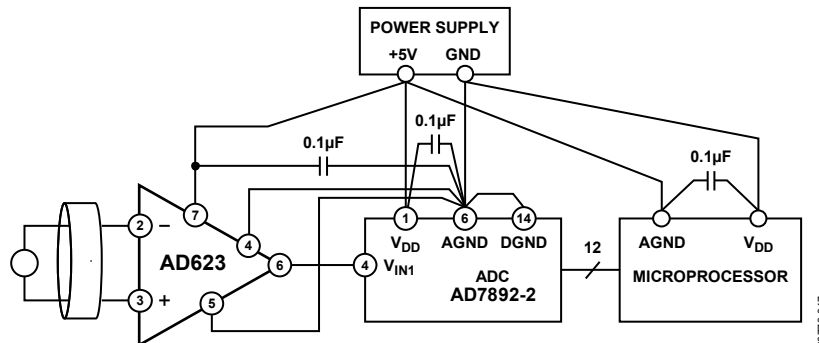 POWER SUPPLY
+5V GND
0.1µF
0.1µF
0.1µF
7
1 6 14
4
2 −
AD623
6
3 +
5
VDD AGND DGND
4 VIN1
ADC
AD7892-2
12
AGND VDD
MICROPROCESSOR